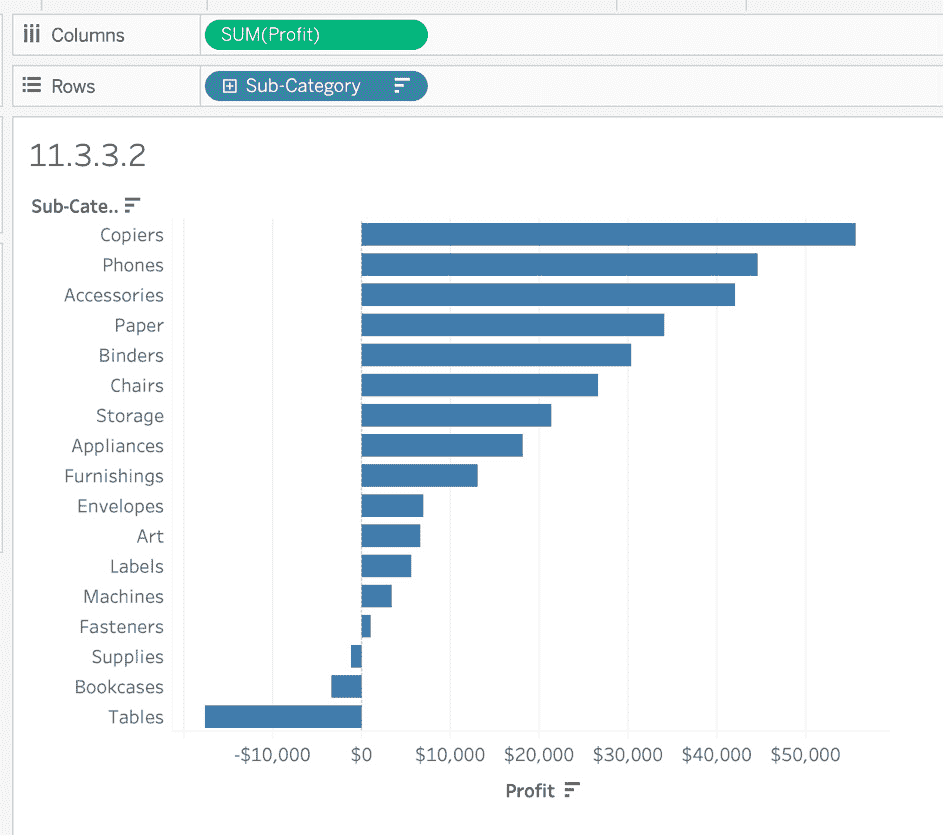 Columns
SUM(Profit)
Rows
Sub-Category
11.3.3.2
Sub-Cate..
Copiers
Phones
Accessories
Paper
Binders
Chairs
Storage
Appliances
Furnishings
Envelopes
Art
Labels
Machines
Fasteners
Supplies
Bookcases
Tables
-$10,000 $0 $10,000 $20,000 $30,000 $40,000 $50,000
Profit